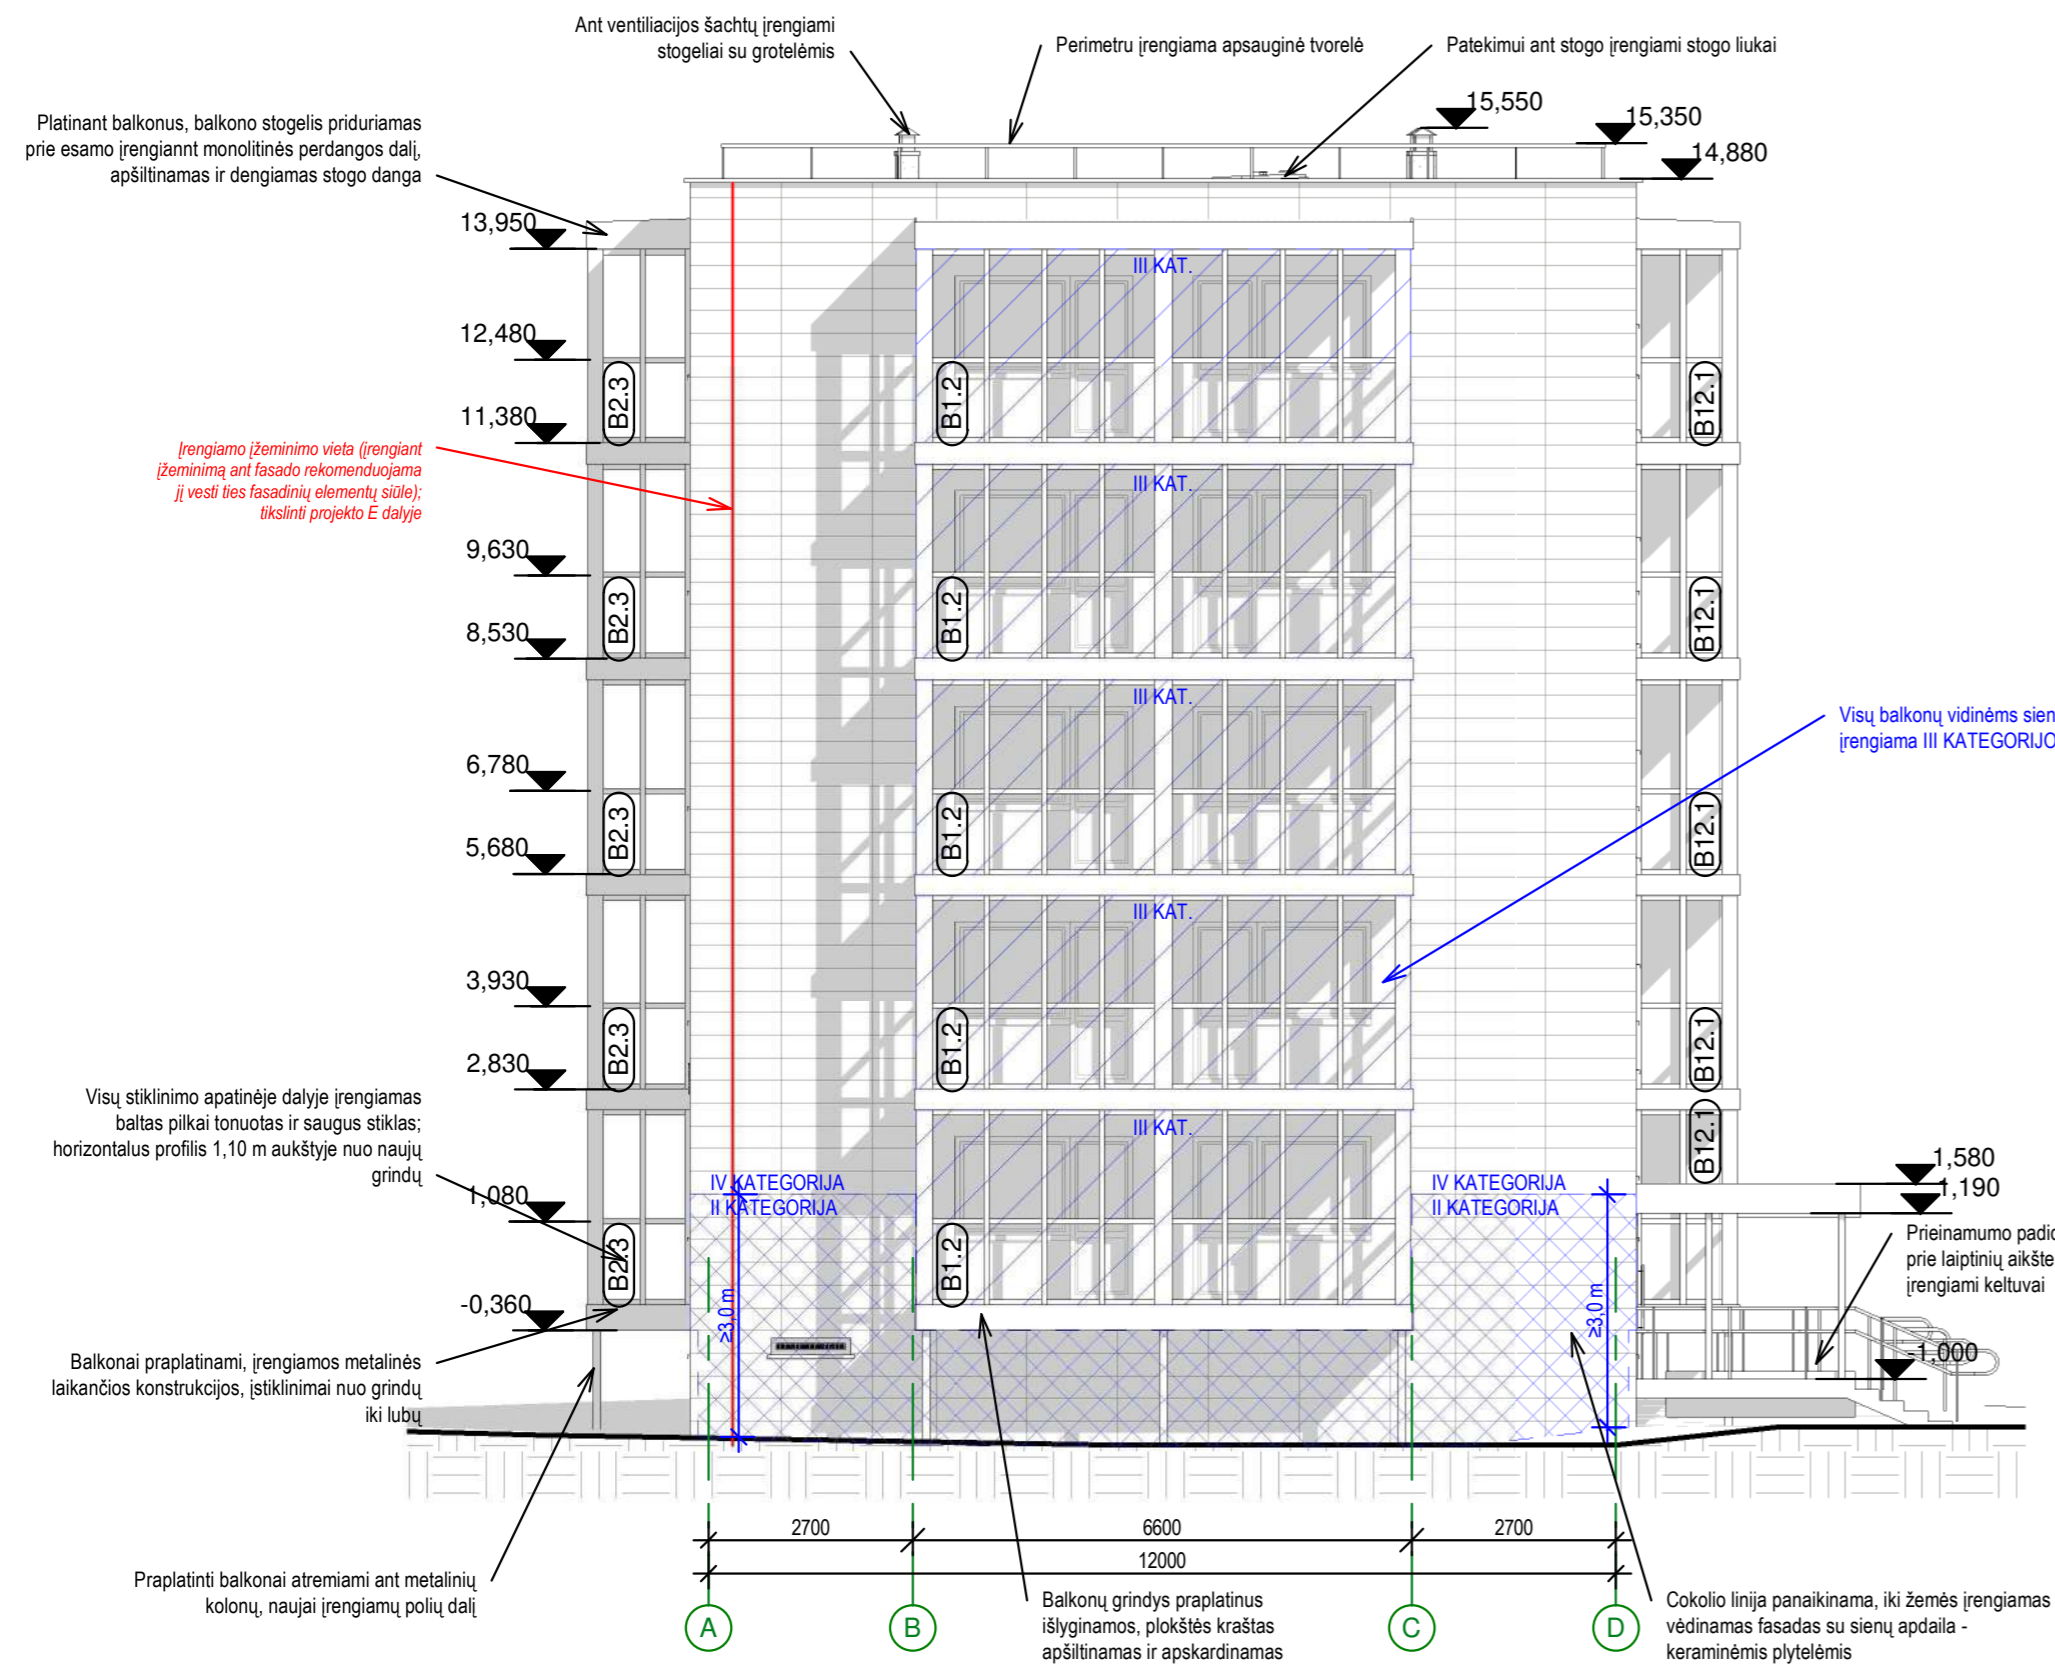 Ant ventiliacijos šachtų įrengiami
stogeliai su grotelėmis
Perimetru įrengiama apsauginė tvorelė
Patekimui ant stogo įrengiami stogo liukai
Platinant balkonus, balkono stogelis priduriamas
prie esamo įrengiannt monolitinės perdangos dalį,
apšiltinamas ir dengiamas stogo danga
15,550
15,350
14,880
13,950
12,480
11,380
9,630
8,530
6,780
5,680
3,930
2,830
1,080
-0,360
Įrengiamo įžeminimo vieta (įrengiant
įžeminimą ant fasado rekomenduojama
jį vesti ties fasadinių elementų siūle);
tikslinti projekto E dalyje
III KAT.
III KAT.
III KAT.
III KAT.
III KAT.
B2.3
B2.3
B2.3
B2.3
B2.3
B1.2
B1.2
B1.2
B1.2
B1.2
B12.1
B12.1
B12.1
B12.1
B12.1
Visų balkonų vidinėms sien
įrengiama III KATEGORIJO
Visų stiklinimo apatinėje dalyje įrengiamas
baltas pilkai tonuotas ir saugus stiklas;
horizontalus profilis 1,10 m aukštyje nuo naujų
grindų
IV KATEGORIJA
II KATEGORIJA
IV KATEGORIJA
II KATEGORIJA
≥3,0 m
≥3,0 m
1,580
1,190
Prieinamumo padid
prie laiptinių aikšte
įrengiami keltuvai
-1,000
Balkonai praplatinami, įrengiamos metalinės
laikančios konstrukcijos, įstiklinimai nuo grindų
iki lubų
2700
6600
2700
12000
Praplatinti balkonai atremiami ant metalinių
kolonų, naujai įrengiamų polių dalį
A
B
C
D
Balkonų grindys praplatinus
išlyginamos, plokštės kraštas
apšiltinamas ir apskardinamas
Cokolio linija panaikinama, iki žemės įrengiamas
vėdinamas fasadas su sienų apdaila -
keraminėmis plytelėmis